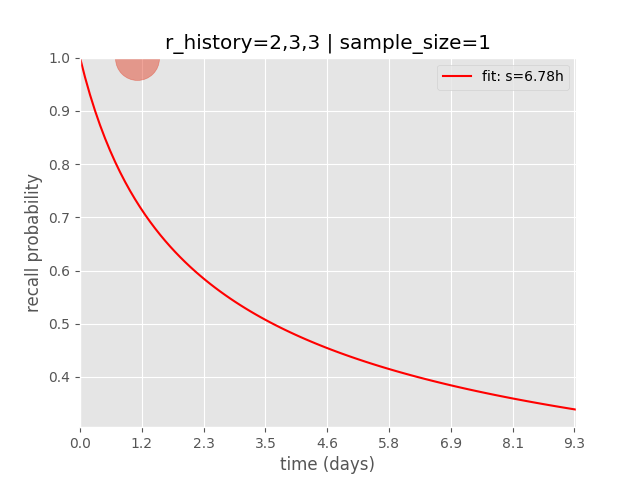 r_history=2,3,3 | sample_size=1
fit: s=6.78h
recall probability
1.0
0.9
0.8
0.7
0.6
0.5
0.4
0.0 1.2 2.3 3.5 4.6 5.8 6.9 8.1 9.3
time (days)